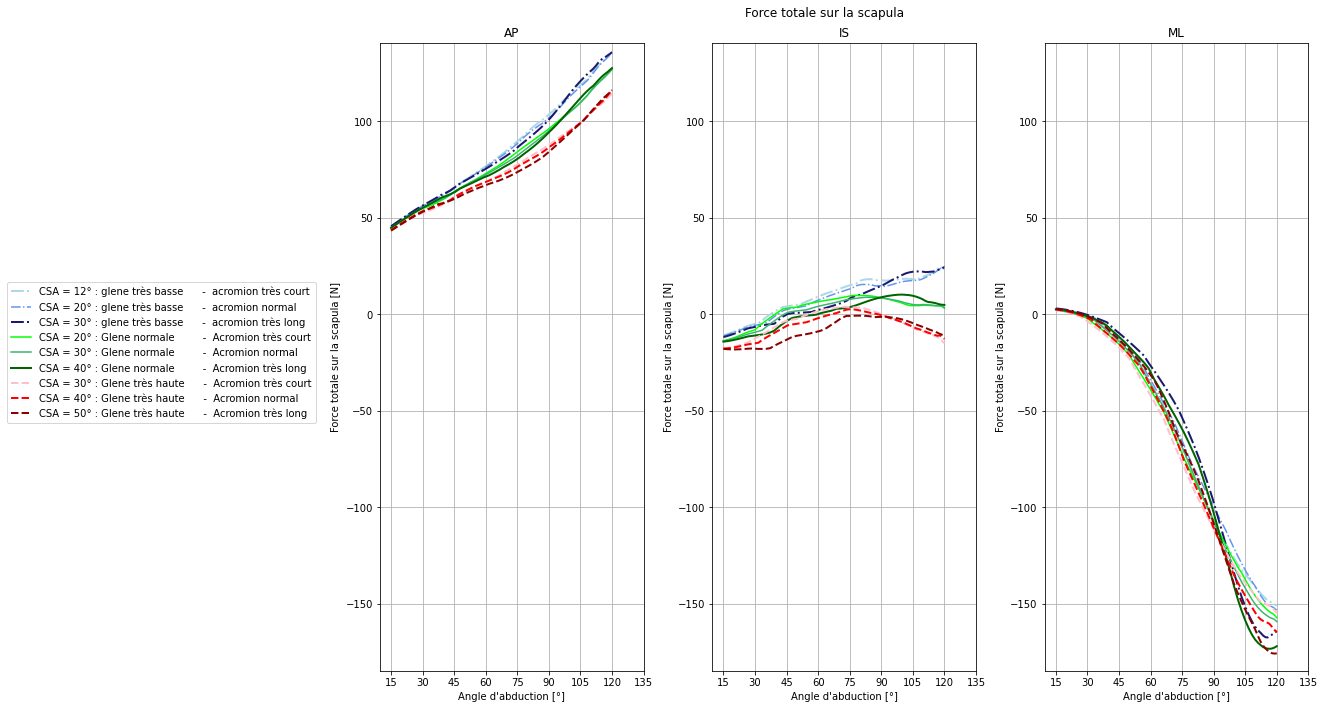 Force totale sur la scapula
AP
IS
ML
CSA = 12° : glene très basse - acromion très court
CSA = 20° : glene très basse - acromion normal
CSA = 30° : glene très basse - acromion très long
CSA = 20° : Glene normale - Acromion très court
CSA = 30° : Glene normale - Acromion normal
CSA = 40° : Glene normale - Acromion très long
CSA = 30° : Glene très haute - Acromion très court
CSA = 40° : Glene très haute - Acromion normal
CSA = 50° : Glene très haute - Acromion très long
Force totale sur la scapula [N]
100
50
0
−50
−100
−150
15 30 45 60 75 90 105 120 135
Angle d'abduction [°]
Force totale sur la scapula [N]
100
50
0
−50
−100
−150
15 30 45 60 75 90 105 120 135
Angle d'abduction [°]
Force totale sur la scapula [N]
100
50
0
−50
−100
−150
15 30 45 60 75 90 105 120 135
Angle d'abduction [°]